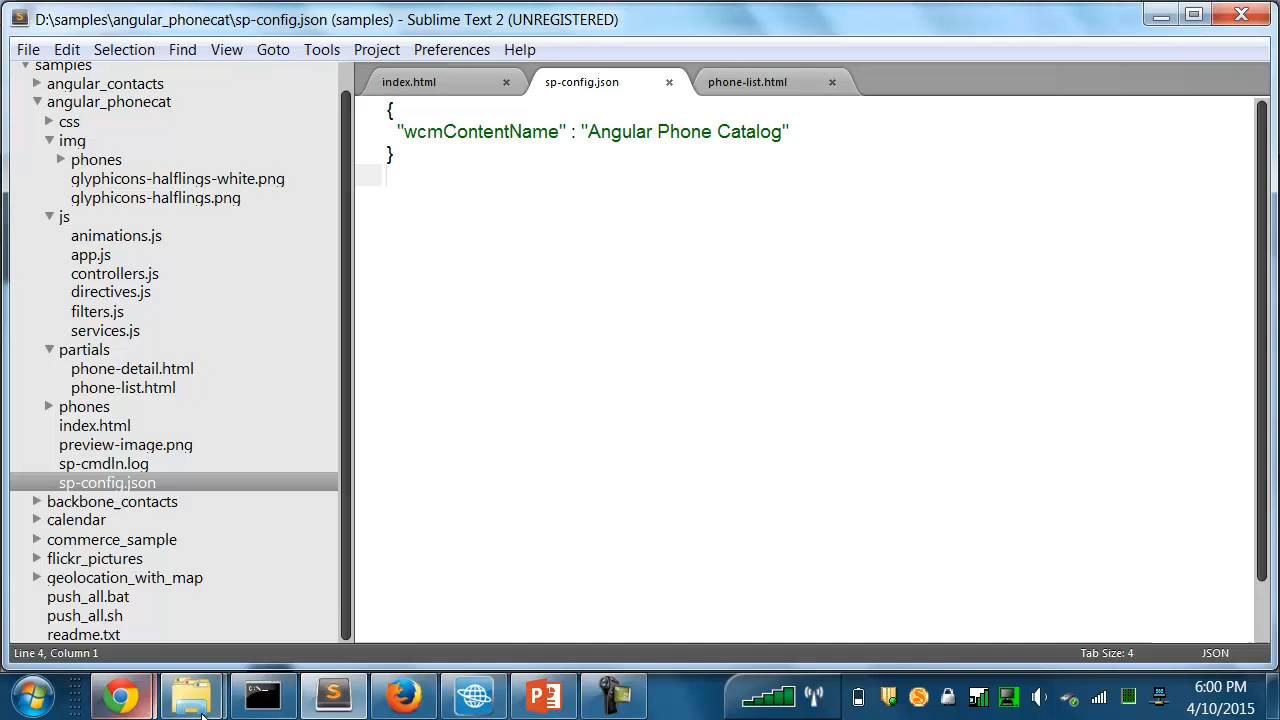 D:\samples\angular_phonecat\sp-config.json (samples) - Sublime Text 2 (UNREGISTERED)
File Edit Selection Find View Goto Tools Project Preferences Help
index.html sp-config.json phone-list.html
samples
angular_contacts
angular_phonecat
css
img
phones
glyphicons-halflings-white.png
glyphicons-halflings.png
js
animations.js
app.js
controllers.js
directives.js
filters.js
services.js
partials
phone-detail.html
phone-list.html
phones
index.html
preview-image.png
sp-cmdln.log
sp-config.json
backbone_contacts
calendar
commerce_sample
flickr_pictures
geolocation_with_map
push_all.bat
push_all.sh
readme.txt
{
"wcmContentName" : "Angular Phone Catalog"
}
Line 4, Column 1 Tab Size: 4 JSON
6:00 PM
4/10/2015